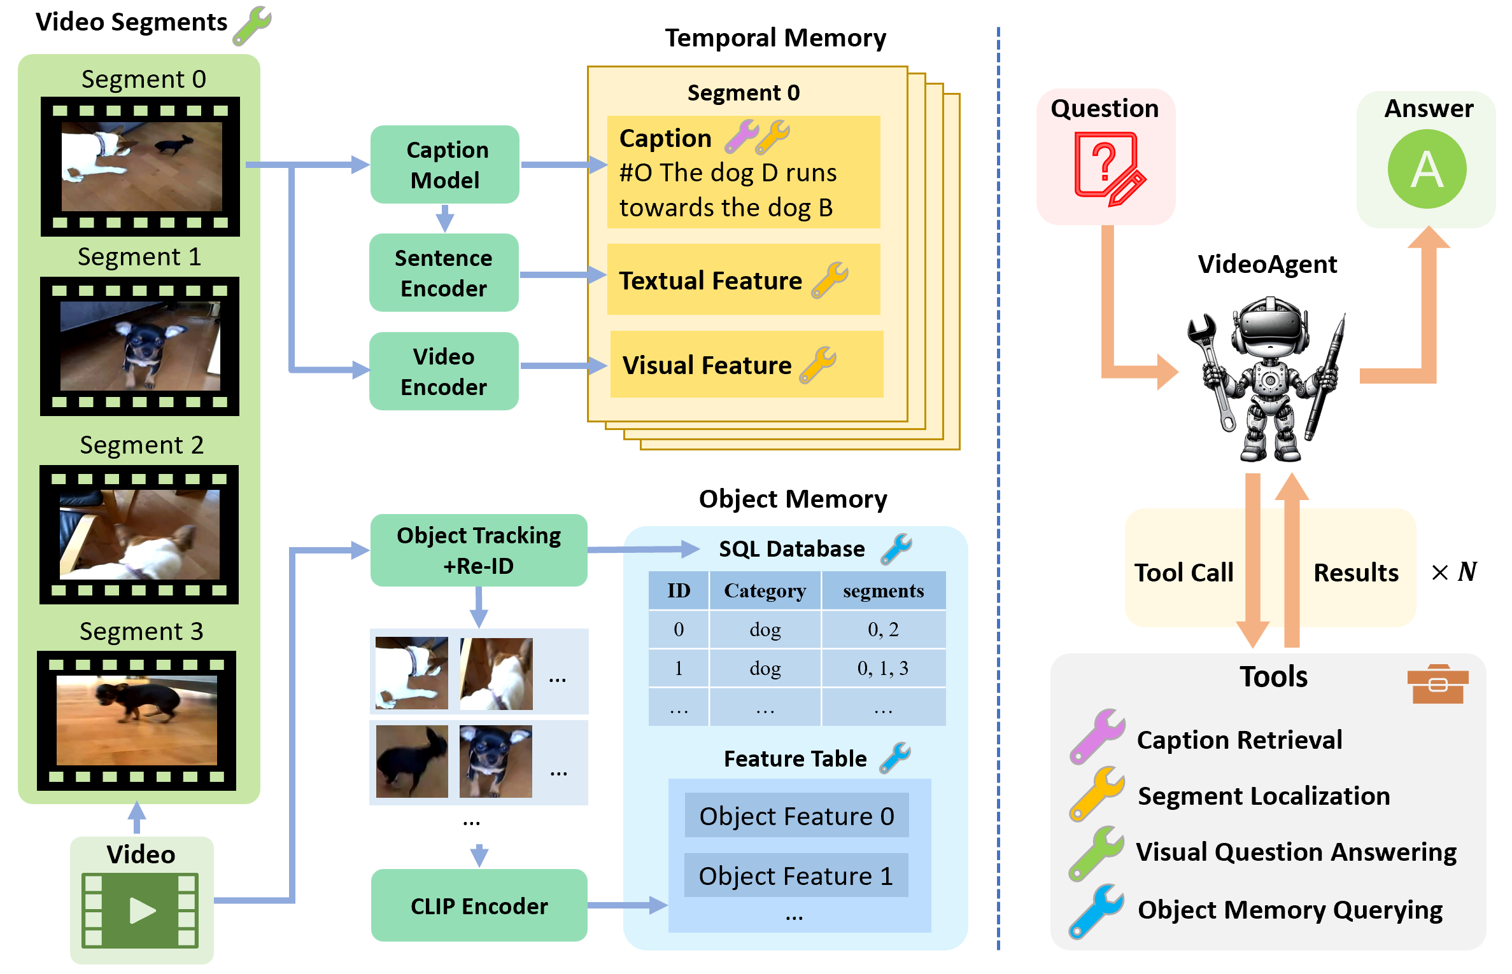 Video Segments
Segment 0
Segment 1
Segment 2
Segment 3
Video
Caption
Model
Sentence
Encoder
Video
Encoder
Temporal Memory
Segment 0
Caption
#O The dog D runs
towards the dog B
Textual Feature
Visual Feature
Object Tracking
+Re-ID
...
...
...
CLIP Encoder
Object Memory
SQL Database
ID Category segments
0 dog 0, 2
1 dog 0, 1, 3
... ... ...
Feature Table
Object Feature 0
Object Feature 1
...
Question
?
Answer
A
VideoAgent
Tool Call
Results
× N
Tools
Caption Retrieval
Segment Localization
Visual Question Answering
Object Memory Querying